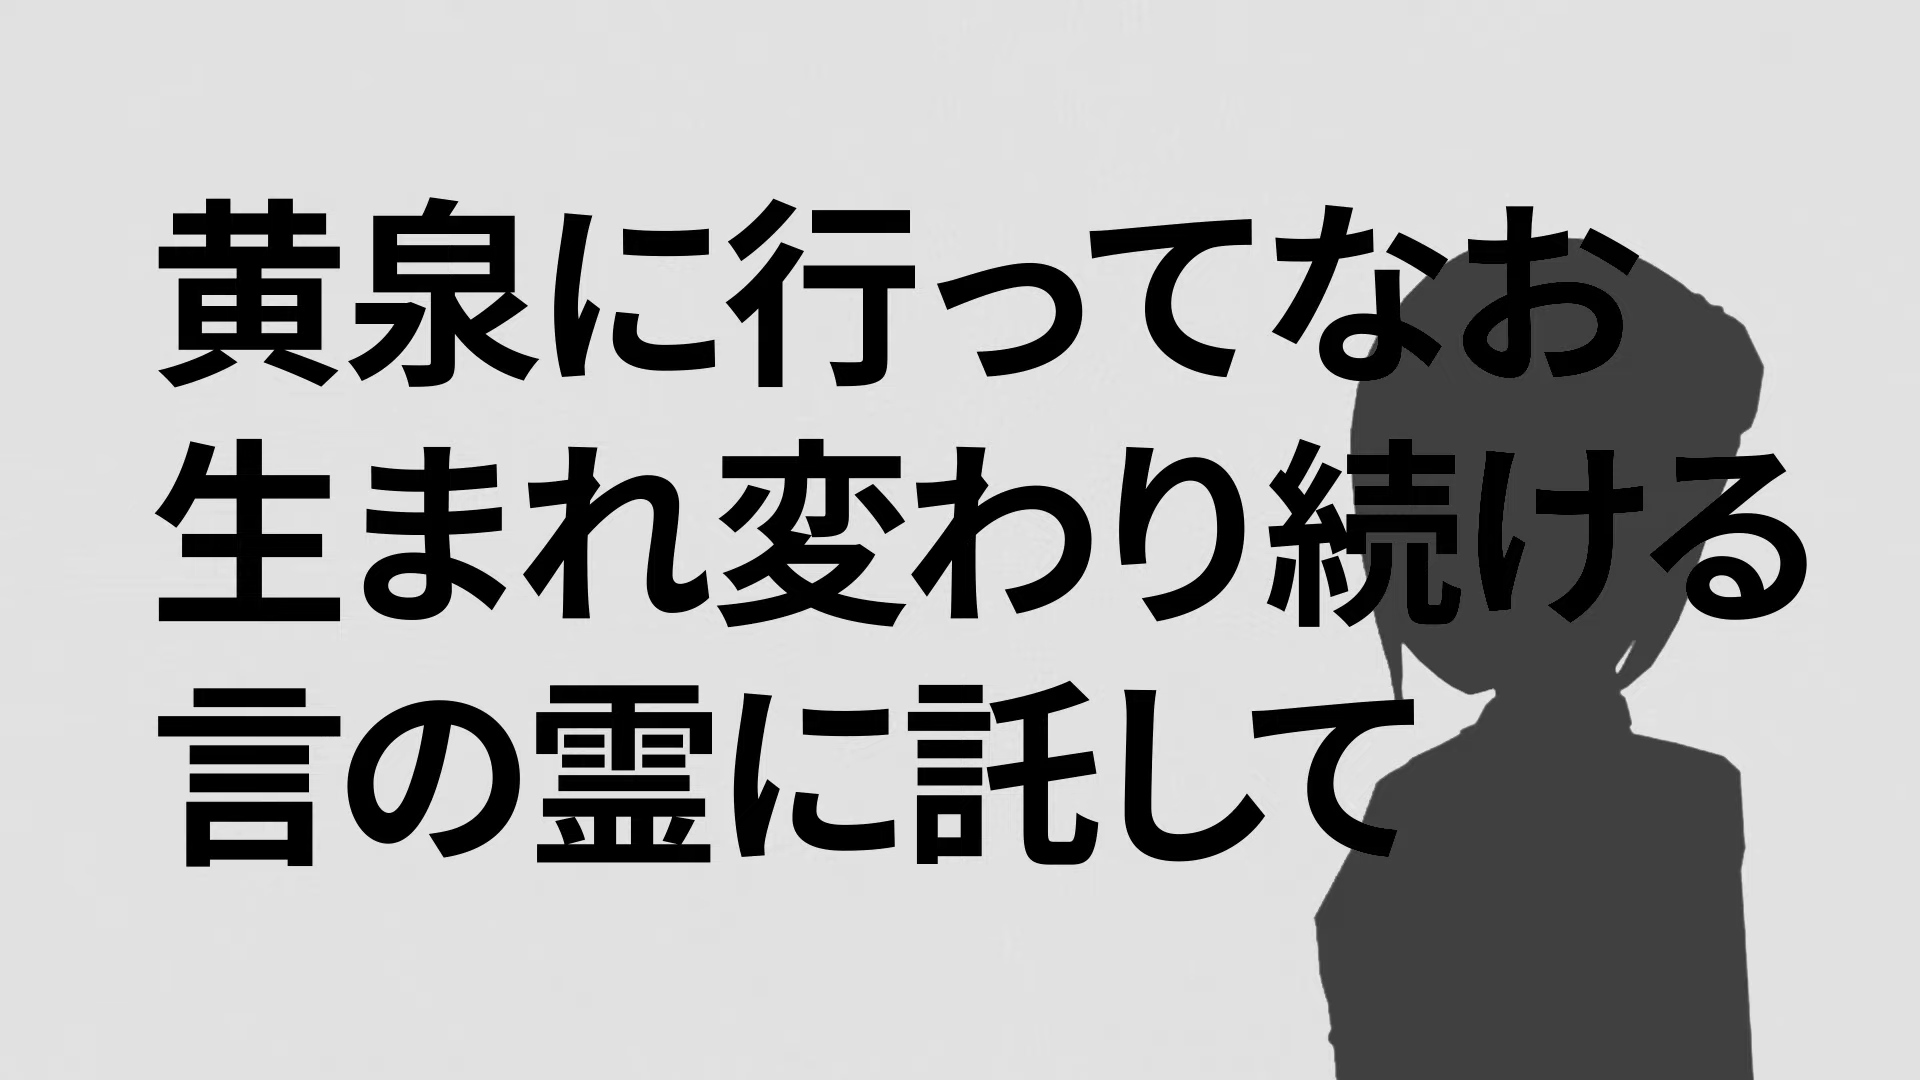 黄泉に行ってなお
生まれ変わり続ける
言の霊に託して